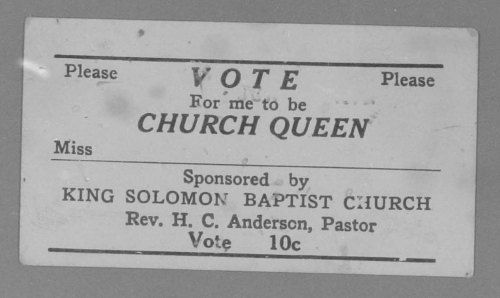 Please VOTE Please
For me to be
CHURCH QUEEN
Miss
Sponsored by
KING SOLOMON BAPTIST CHURCH
Rev. H. C. Anderson, Pastor
Vote 10c